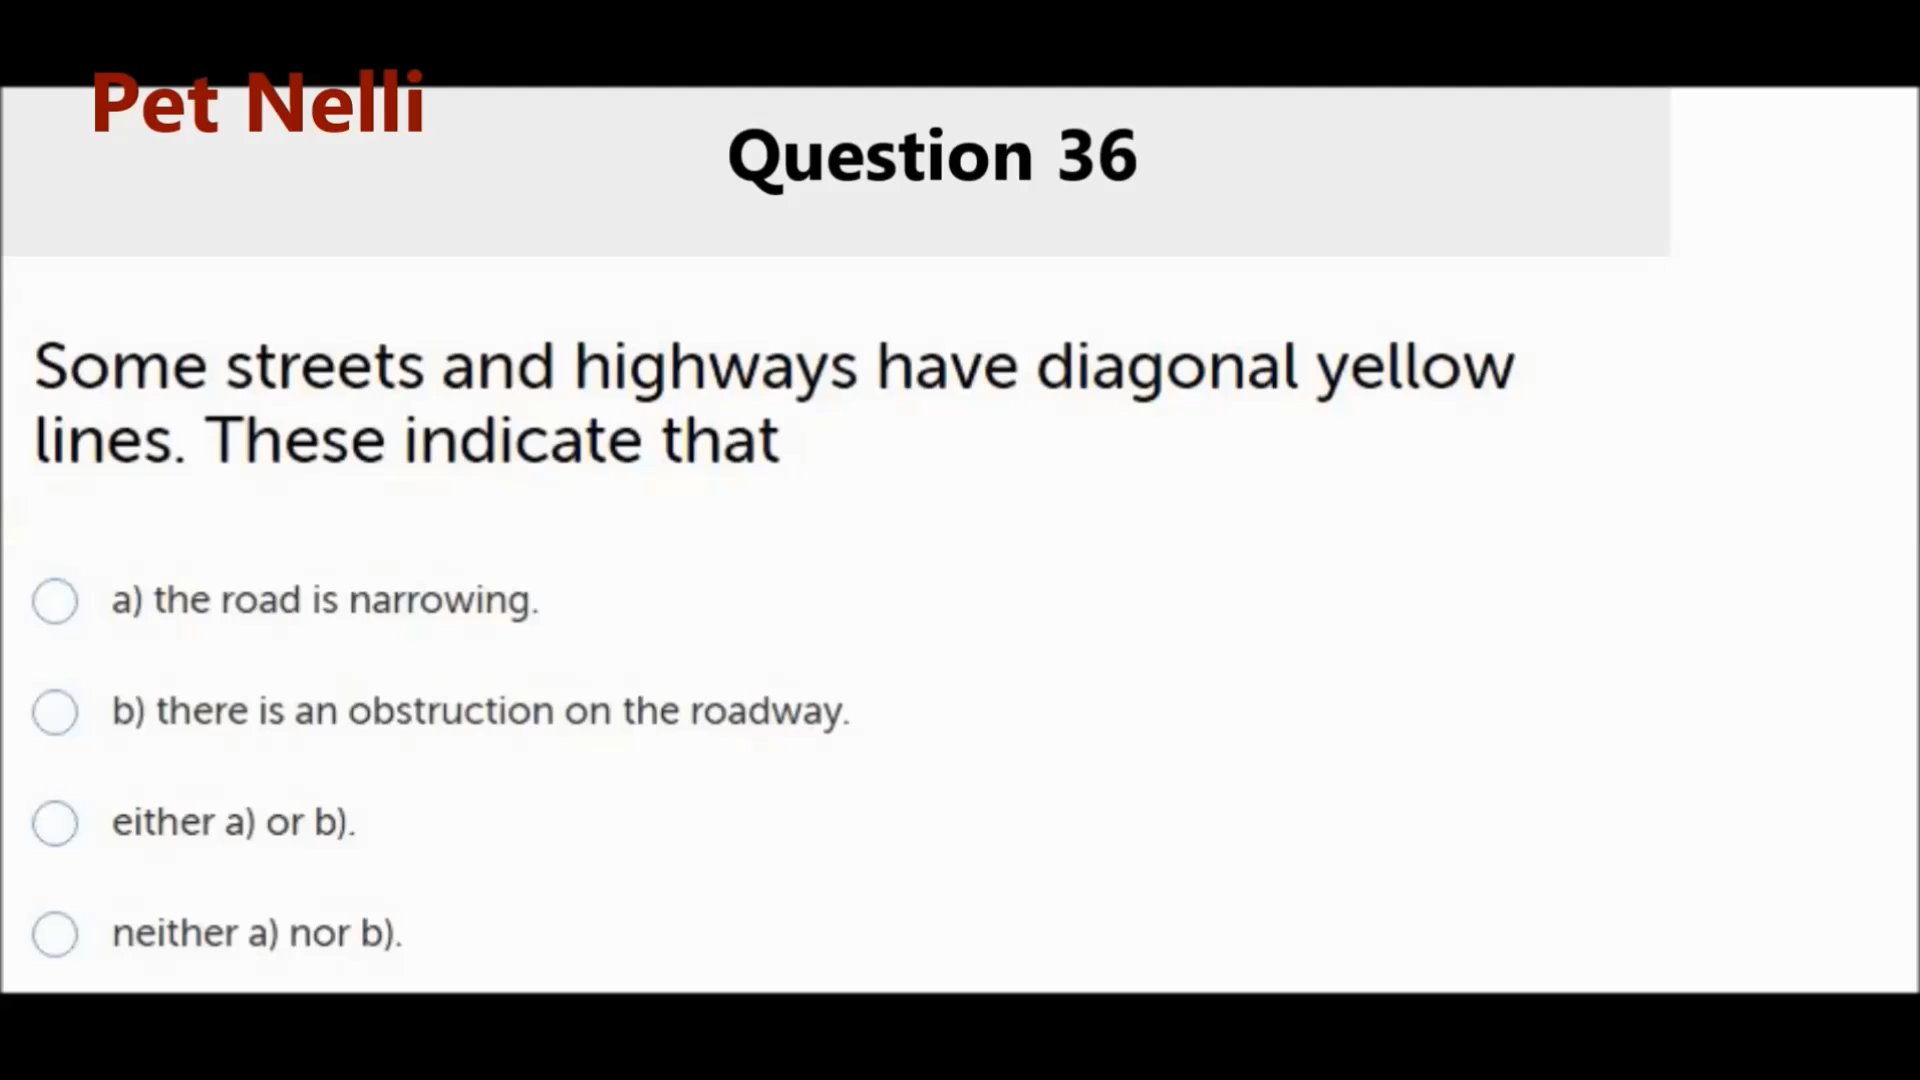 Pet Nelli
Question 36
Some streets and highways have diagonal yellow
lines. These indicate that
a) the road is narrowing.
b) there is an obstruction on the roadway.
either a) or b).
neither a) nor b).